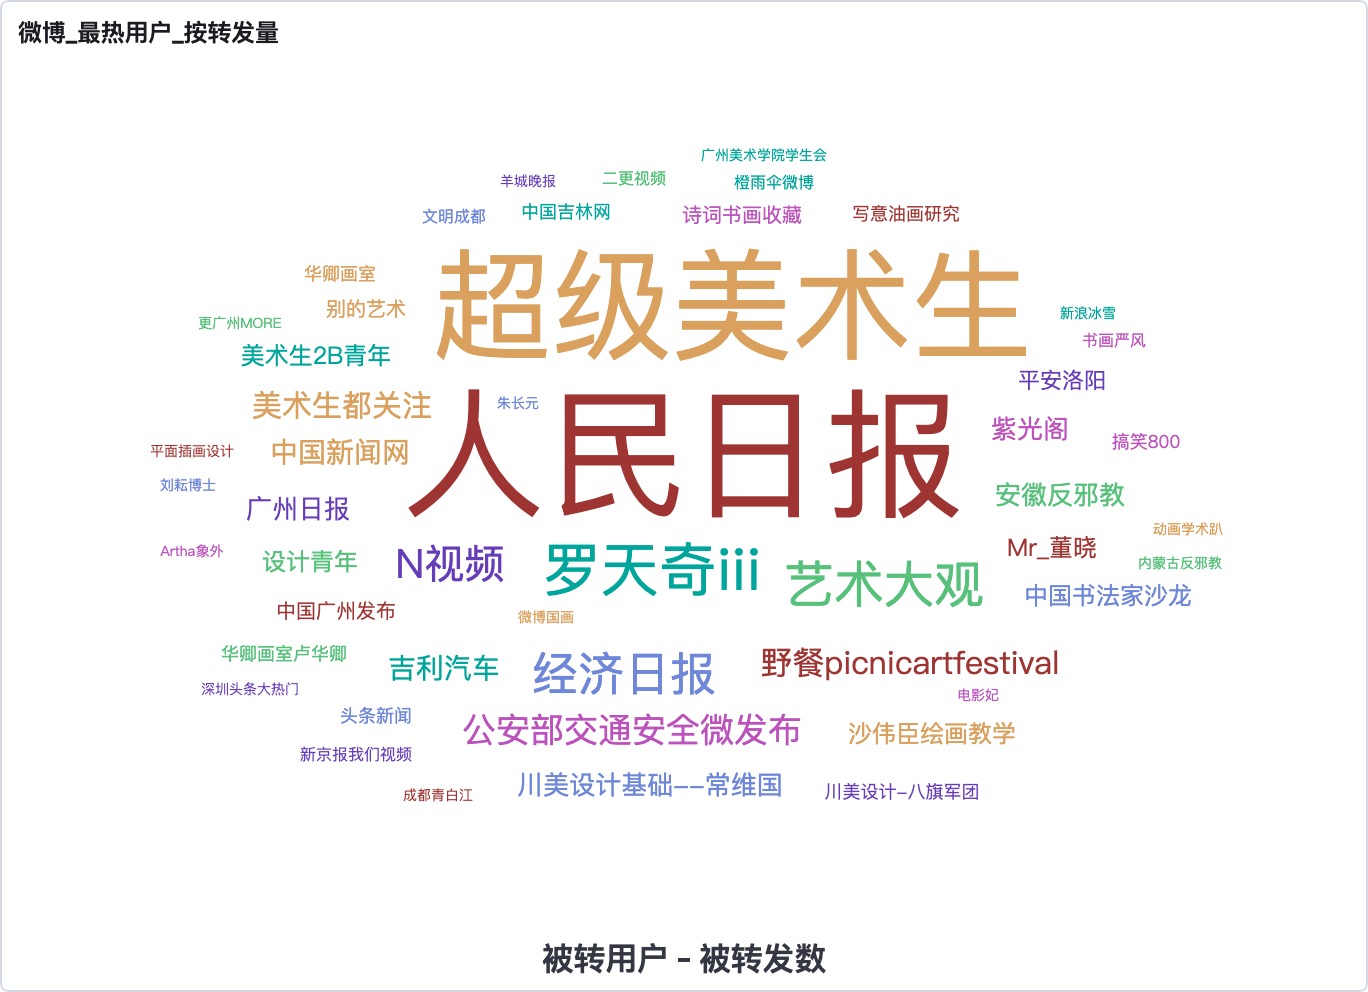 微博_最热用户_按转发量
广州美术学院学生会
羊城晚报
二更视频
橙雨伞微博
文明成都
中国吉林网
诗词书画收藏
写意油画研究
华卿画室
超级美术生
别的艺术
更广州MORE
新浪冰雪
书画严风
美术生2B青年
平安洛阳
美术生都关注
朱长元
人民日报
紫光阁
搞笑800
平面插画设计
中国新闻网
刘耘博士
广州日报
安徽反邪教
动画学术趴
Artha象外
设计青年
N视频
罗天奇iii
艺术大观
Mr_董晓
内蒙古反邪教
中国书法家沙龙
中国广州发布
微博国画
华卿画室卢华卿
吉利汽车
经济日报
野餐picnicartfestival
深圳头条大热门
电影妃
头条新闻
公安部交通安全微发布
沙伟臣绘画教学
新京报我们视频
川美设计基础--常维国
川美设计-八旗军团
成都青白江
被转用户 - 被转发数